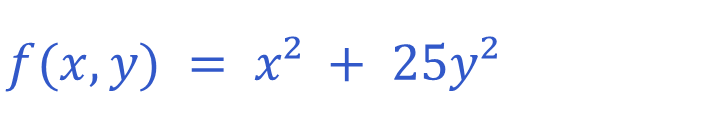 f(x, y) = x² + 25y²